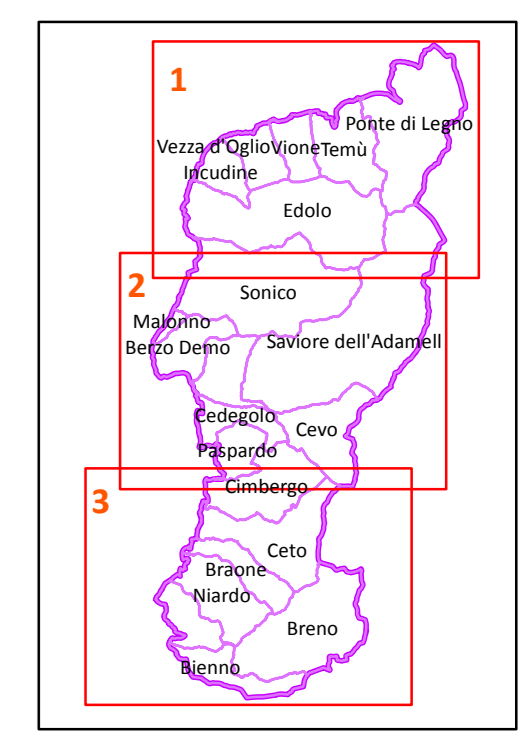 1
Ponte di Legno
Vezza d'Oglio
Vione
Temù
Incudine
Edolo
2
Sonico
Malonno
Berzo Demo
Saviore dell'Adamell
Cedegolo
Cevo
Paspardo
Cimbergo
3
Ceto
Braone
Niardo
Breno
Bienno